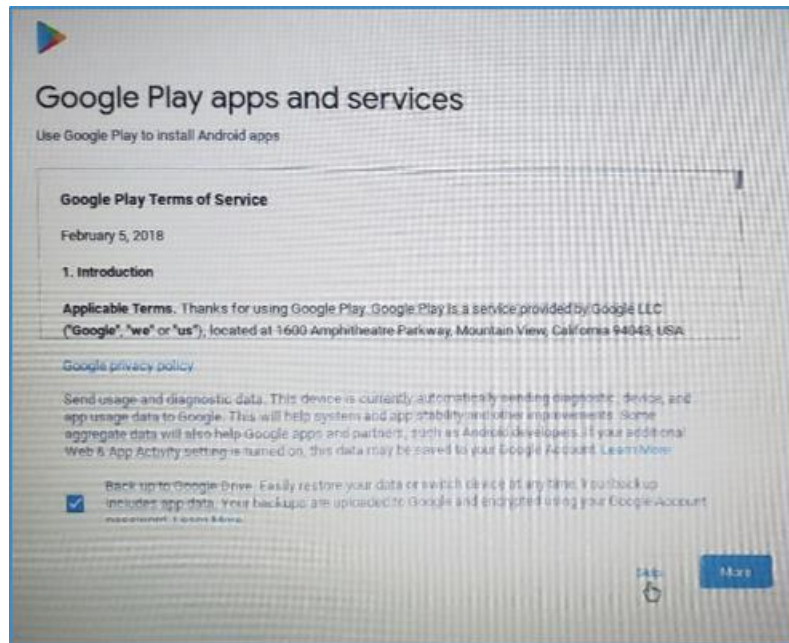 Google Play apps and services
Use Google Play to install Android apps
Google Play Terms of Service
February 5, 2018
1. Introduction
Applicable Terms. Thanks for using Google Play. Google Play is a service provided by Google LLC
("Google", "we" or "us"), located at 1600 Amphitheatre Parkway, Mountain View, California 94043, USA
Google privacy policy
Send usage and diagnostic data. This device is currently automatically sending diagnostic, device, and
app usage data to Google. This will help system and app stability and other improvements. Some
aggregate data will also help Google apps and partners, such as Android developers. If your additional
Web & App Activity setting is turned on, this data may be saved to your Google Account. Learn More
Back up to Google Drive. Easily restore your data or switch device at any time. Your backup
includes app data. Your backups are uploaded to Google and encrypted using your Google Account
password. Learn More
Skip
More